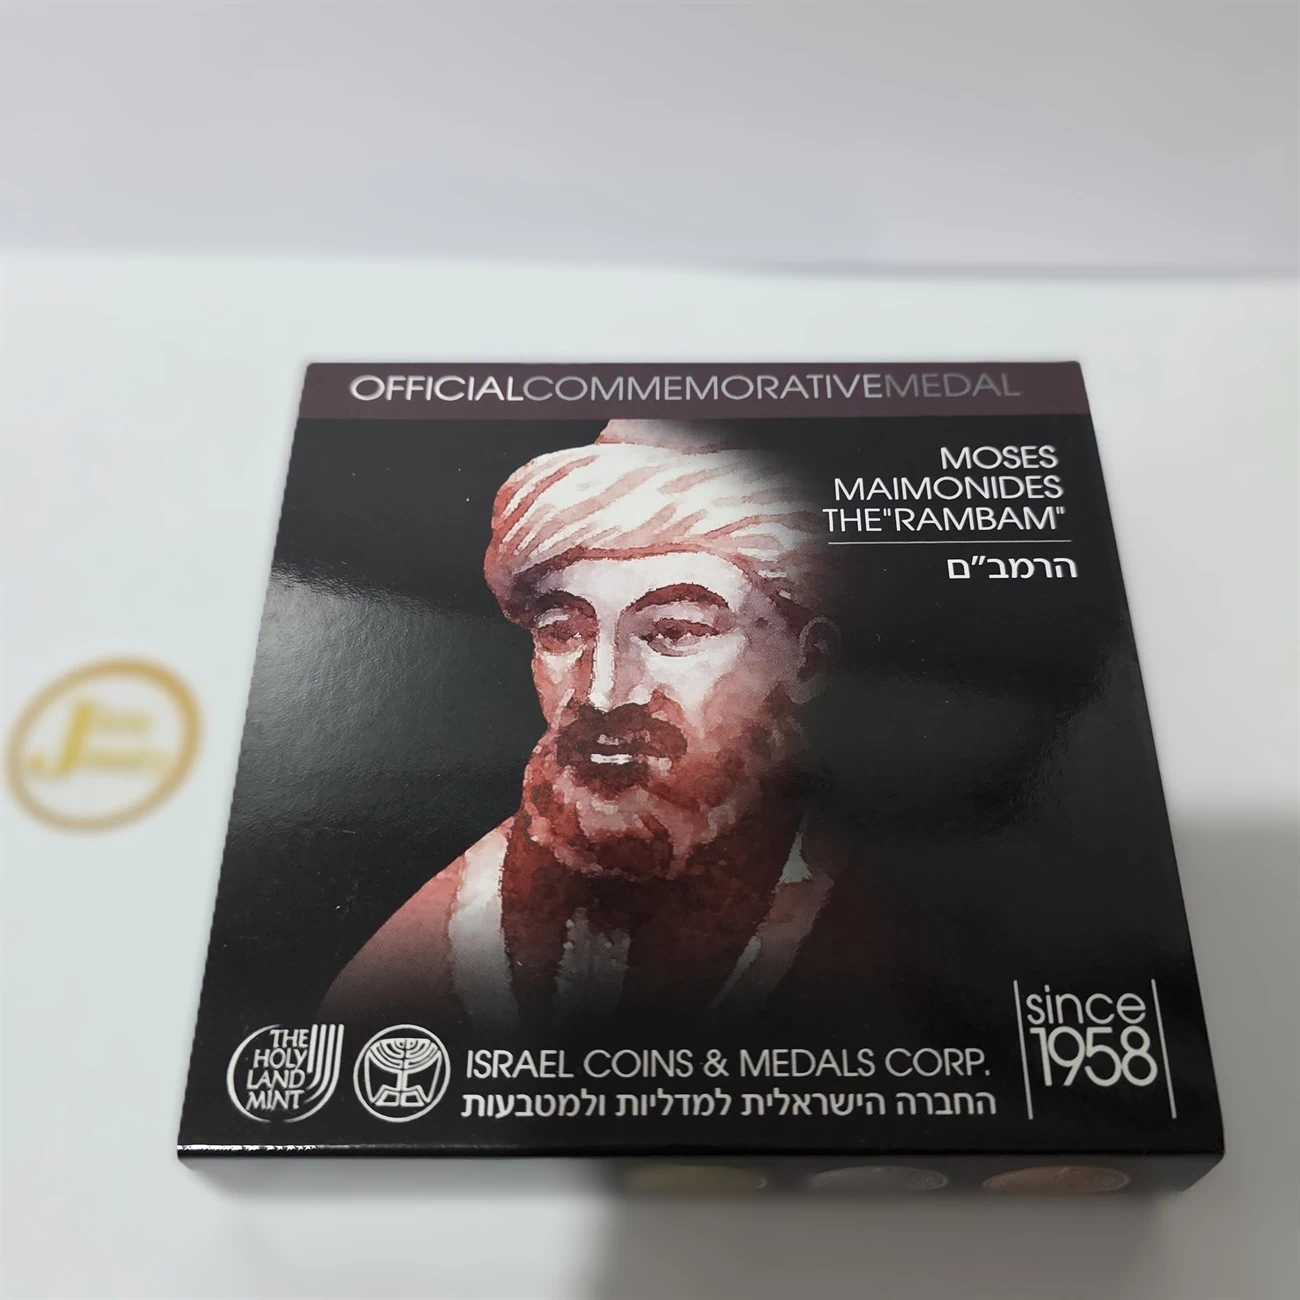 OFFICIALCOMMEMORATIVEMEDAL
MOSES
MAIMONIDES
THE"RAMBAM"
הרמב"ם
since
1958
THE
HOLY
LAND
MINT
ISRAEL COINS & MEDALS CORP.
החברה הישראלית למדליות ולמטבעות